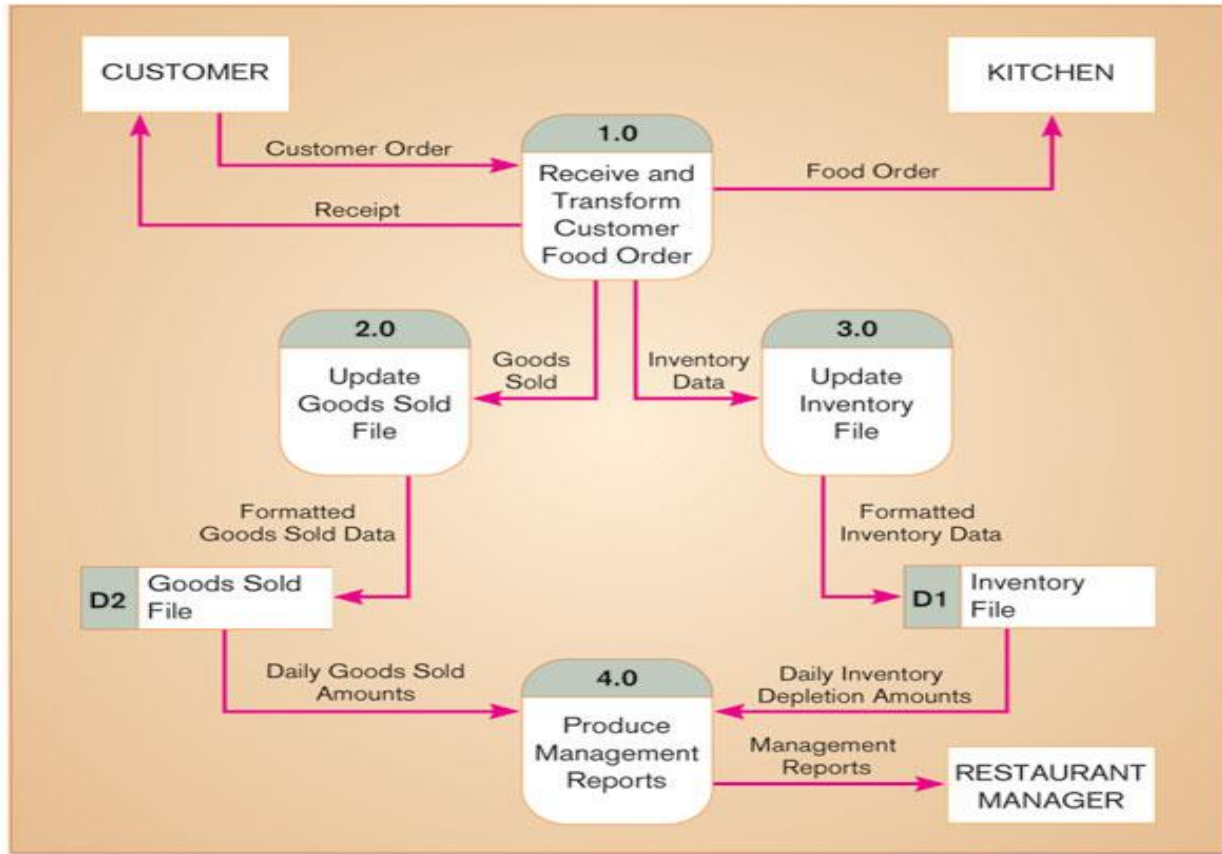 CUSTOMER
KITCHEN
1.0
Receive and
Transform
Customer
Food Order
Customer Order
Receipt
Food Order
2.0
Update
Goods Sold
File
Goods
Sold
Inventory
Data
3.0
Update
Inventory
File
Formatted
Goods Sold Data
Formatted
Inventory Data
D2
Goods Sold
File
D1
Inventory
File
Daily Goods Sold
Amounts
4.0
Produce
Management
Reports
Daily Inventory
Depletion Amounts
Management
Reports
RESTAURANT
MANAGER